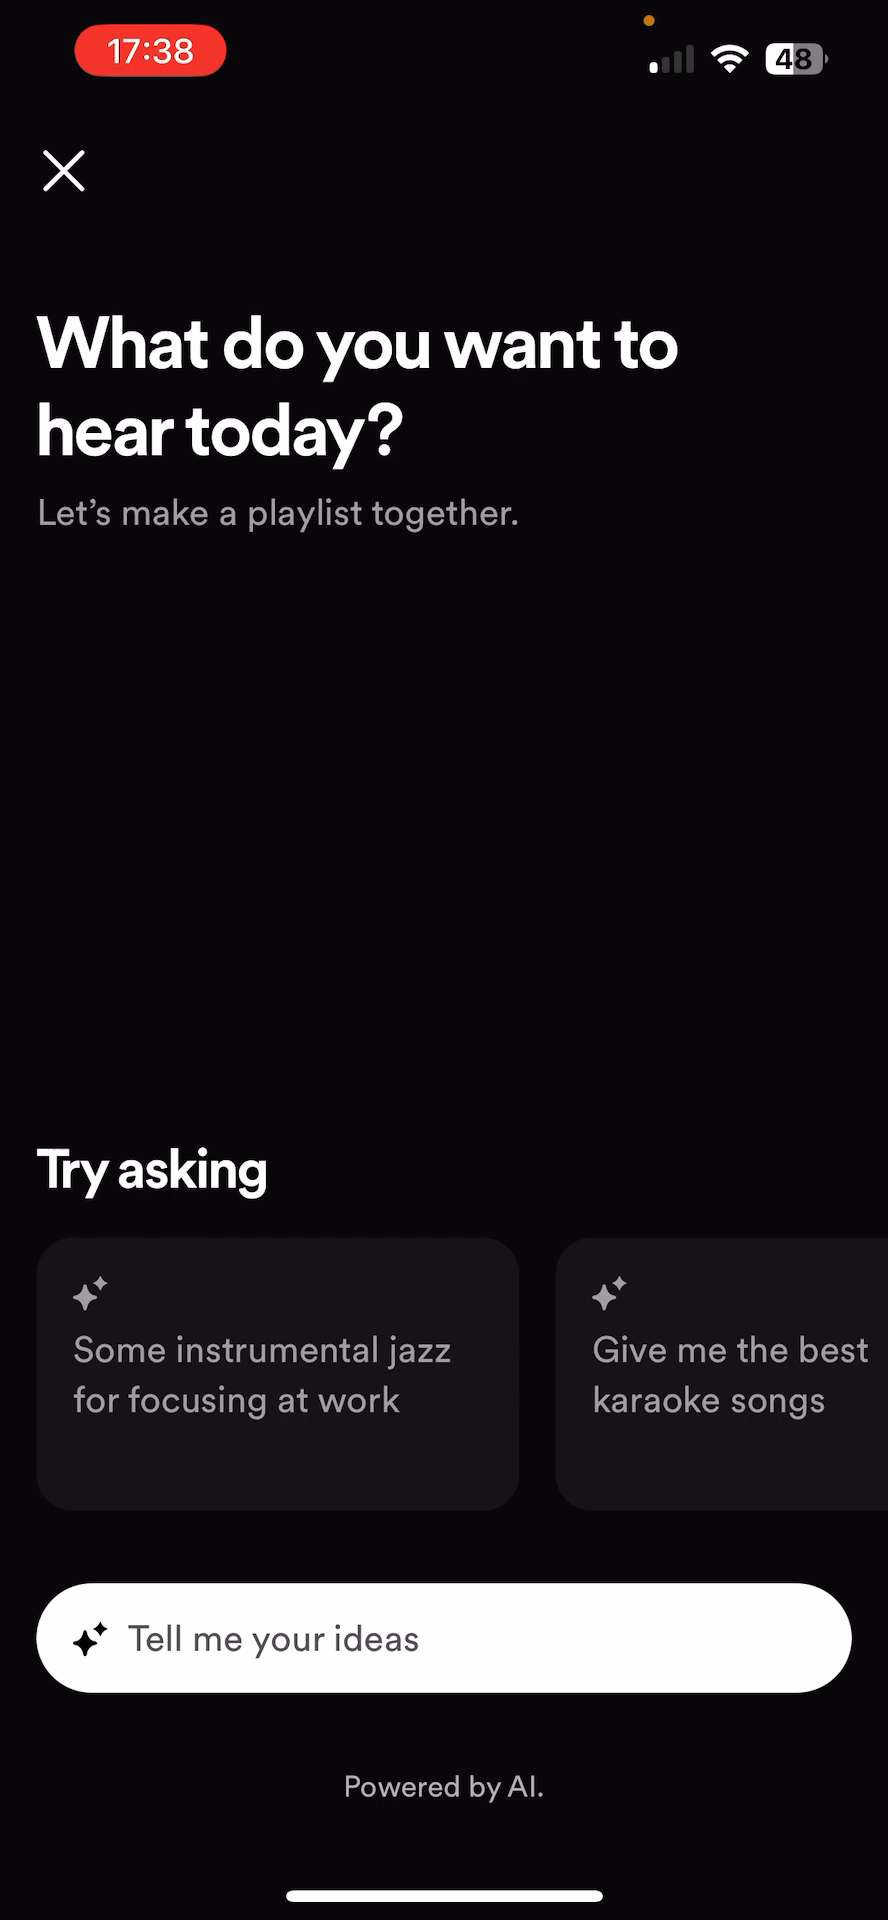 17:38
48
What do you want to
hear today?
Let’s make a playlist together.
Try asking
Some instrumental jazz
for focusing at work
Give me the best
karaoke songs
Tell me your ideas
Powered by AI.